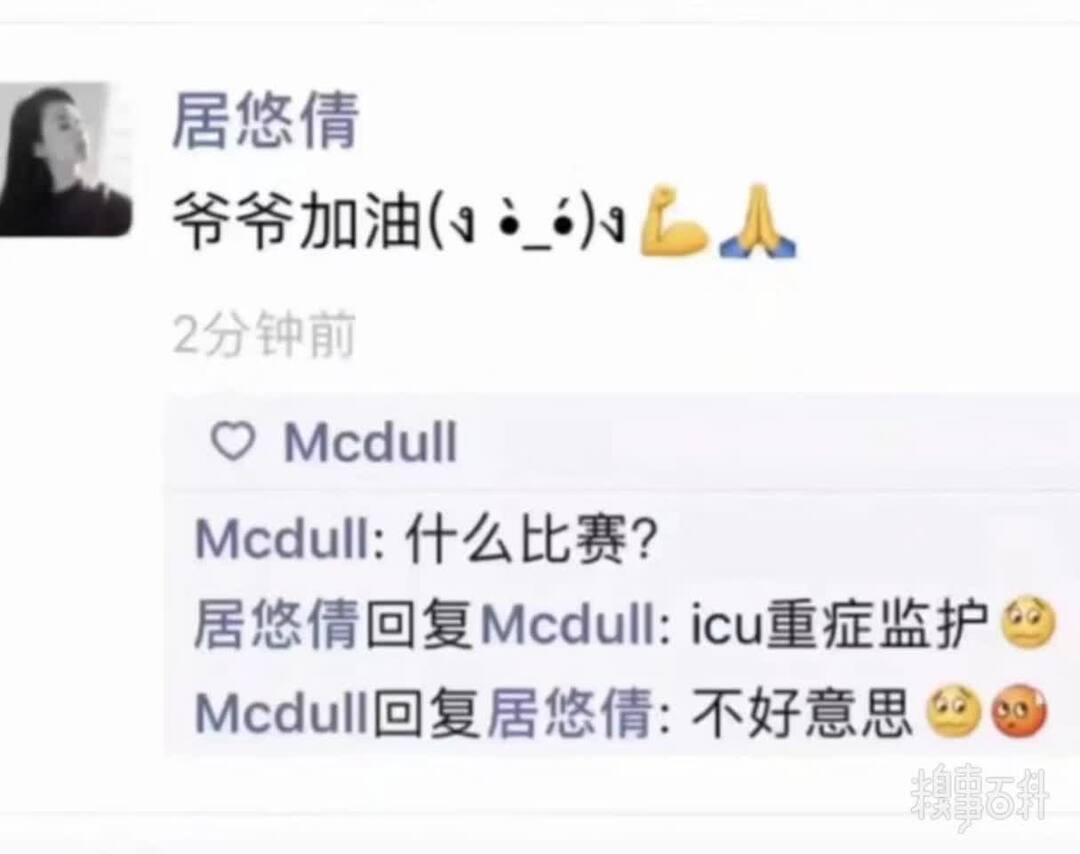 居悠倩
爷爷加油(ง •̀_•́)ง💪🙏
2分钟前
♡ Mcdull
Mcdull: 什么比赛?
居悠倩回复Mcdull: icu重症监护😯
Mcdull回复居悠倩: 不好意思😯🥵
糗事百科